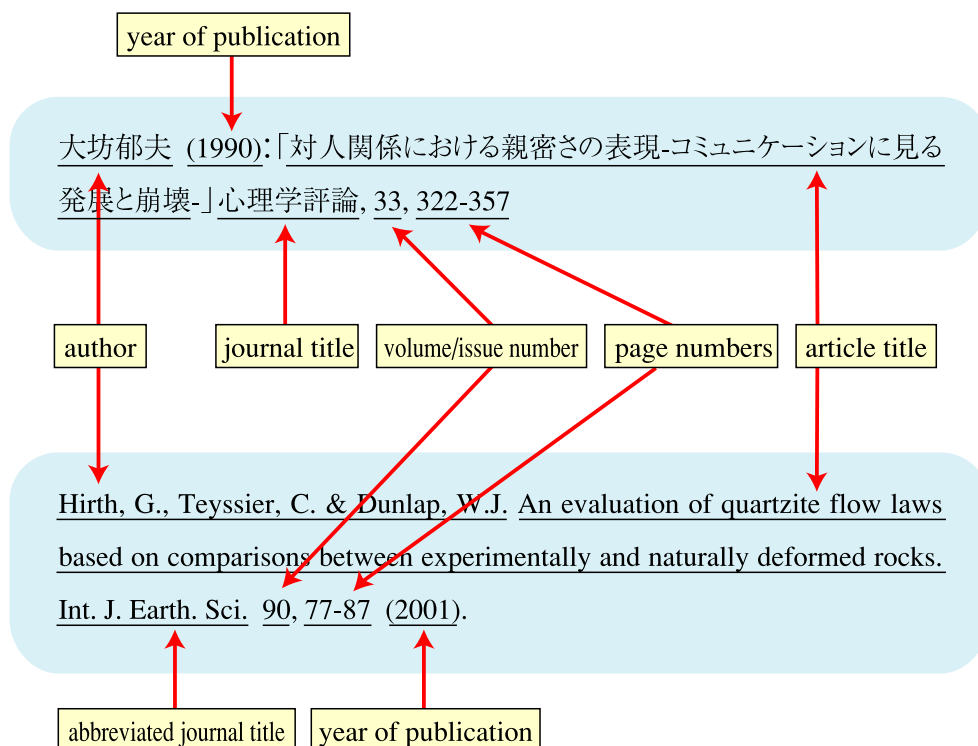 year of publication
大坊郁夫 (1990):「対人関係における親密さの表現-コミュニケーションに見る
発展と崩壊-」心理学評論, 33, 322-357
author
journal title
volume/issue number
page numbers
article title
Hirth, G., Teyssier, C. & Dunlap, W.J. An evaluation of quartzite flow laws
based on comparisons between experimentally and naturally deformed rocks.
Int. J. Earth. Sci. 90, 77-87 (2001).
abbreviated journal title
year of publication